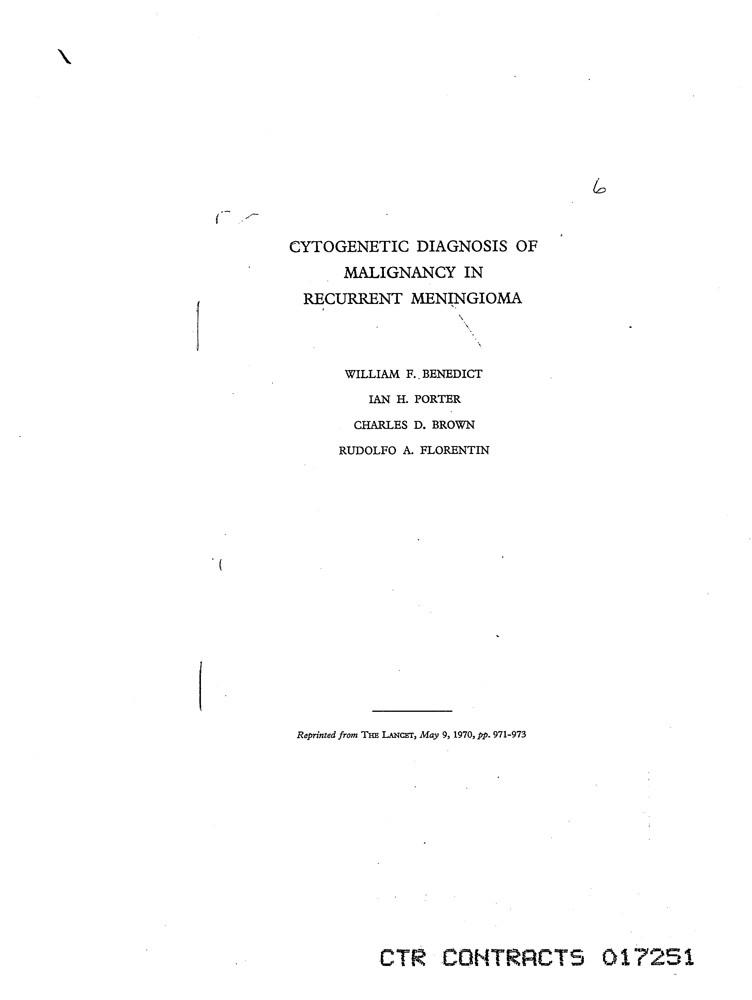 6
CYTOGENETIC DIAGNOSIS OF
MALIGNANCY IN
RECURRENT MENINGIOMA
WILLIAM F. BENEDICT
IAN H. PORTER
CHARLES D. BROWN
RUDOLFO A. FLORENTIN
Reprinted from THE LANCET, May 9, 1970, pp. 971-973
CTR CONTRACTS 017251